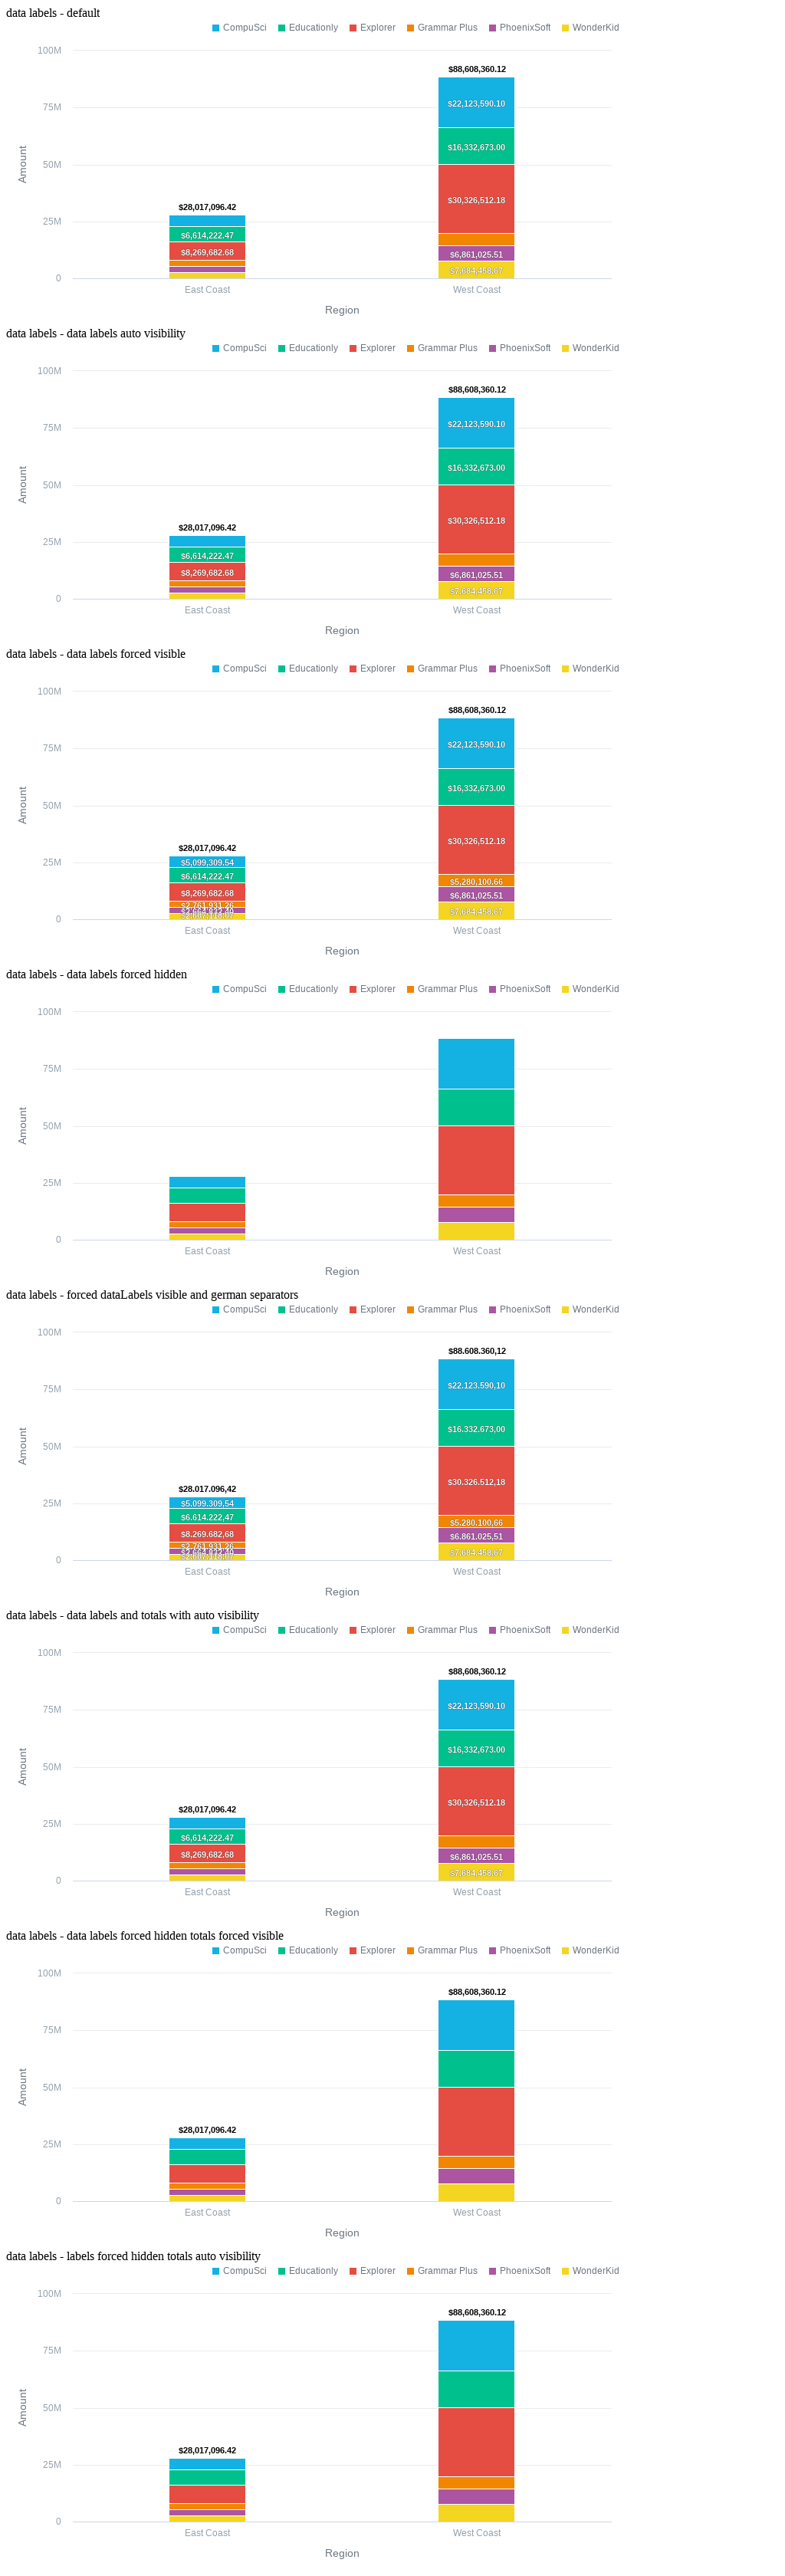 data labels - default
CompuSci Educationly Explorer Grammar Plus PhoenixSoft WonderKid
100M
$88,608,360.12
$22,123,590.10
75M
$16,332,673.00
Amount
50M
$30,326,512.18
$28,017,096.42
25M
$6,614,222.47
$8,269,682.68
$6,861,025.51
$7,684,458.67
0
East Coast West Coast
Region
data labels - data labels auto visibility
CompuSci Educationly Explorer Grammar Plus PhoenixSoft WonderKid
100M
$88,608,360.12
$22,123,590.10
75M
$16,332,673.00
Amount
50M
$30,326,512.18
$28,017,096.42
25M
$6,614,222.47
$8,269,682.68
$6,861,025.51
$7,684,458.67
0
East Coast West Coast
Region
data labels - data labels forced visible
CompuSci Educationly Explorer Grammar Plus PhoenixSoft WonderKid
100M
$88,608,360.12
$22,123,590.10
75M
$16,332,673.00
Amount
50M
$30,326,512.18
$28,017,096.42
25M
$5,099,309.54
$6,614,222.47
$5,280,100.66
$8,269,682.68
$6,861,025.51
$2,761,931.26
$7,684,458.67
0
East Coast West Coast
Region
data labels - data labels forced hidden
CompuSci Educationly Explorer Grammar Plus PhoenixSoft WonderKid
100M
75M
Amount
50M
25M
0
East Coast West Coast
Region
data labels - forced dataLabels visible and german separators
CompuSci Educationly Explorer Grammar Plus PhoenixSoft WonderKid
100M
$88.608.360,12
$22.123.590,10
75M
$16.332.673,00
Amount
50M
$30.326.512,18
$28.017.096,42
25M
$5.099.309,54
$6.614.222,47
$5.280.100,66
$8.269.682,68
$6.861.025,51
$2.761.931,26
$7.684.458,67
0
East Coast West Coast
Region
data labels - data labels and totals with auto visibility
CompuSci Educationly Explorer Grammar Plus PhoenixSoft WonderKid
100M
$88,608,360.12
$22,123,590.10
75M
$16,332,673.00
Amount
50M
$30,326,512.18
$28,017,096.42
25M
$6,614,222.47
$8,269,682.68
$6,861,025.51
$7,684,458.67
0
East Coast West Coast
Region
data labels - data labels forced hidden totals forced visible
CompuSci Educationly Explorer Grammar Plus PhoenixSoft WonderKid
100M
$88,608,360.12
75M
Amount
50M
$28,017,096.42
25M
0
East Coast West Coast
Region
data labels - labels forced hidden totals auto visibility
CompuSci Educationly Explorer Grammar Plus PhoenixSoft WonderKid
100M
$88,608,360.12
75M
Amount
50M
$28,017,096.42
25M
0
East Coast West Coast
Region